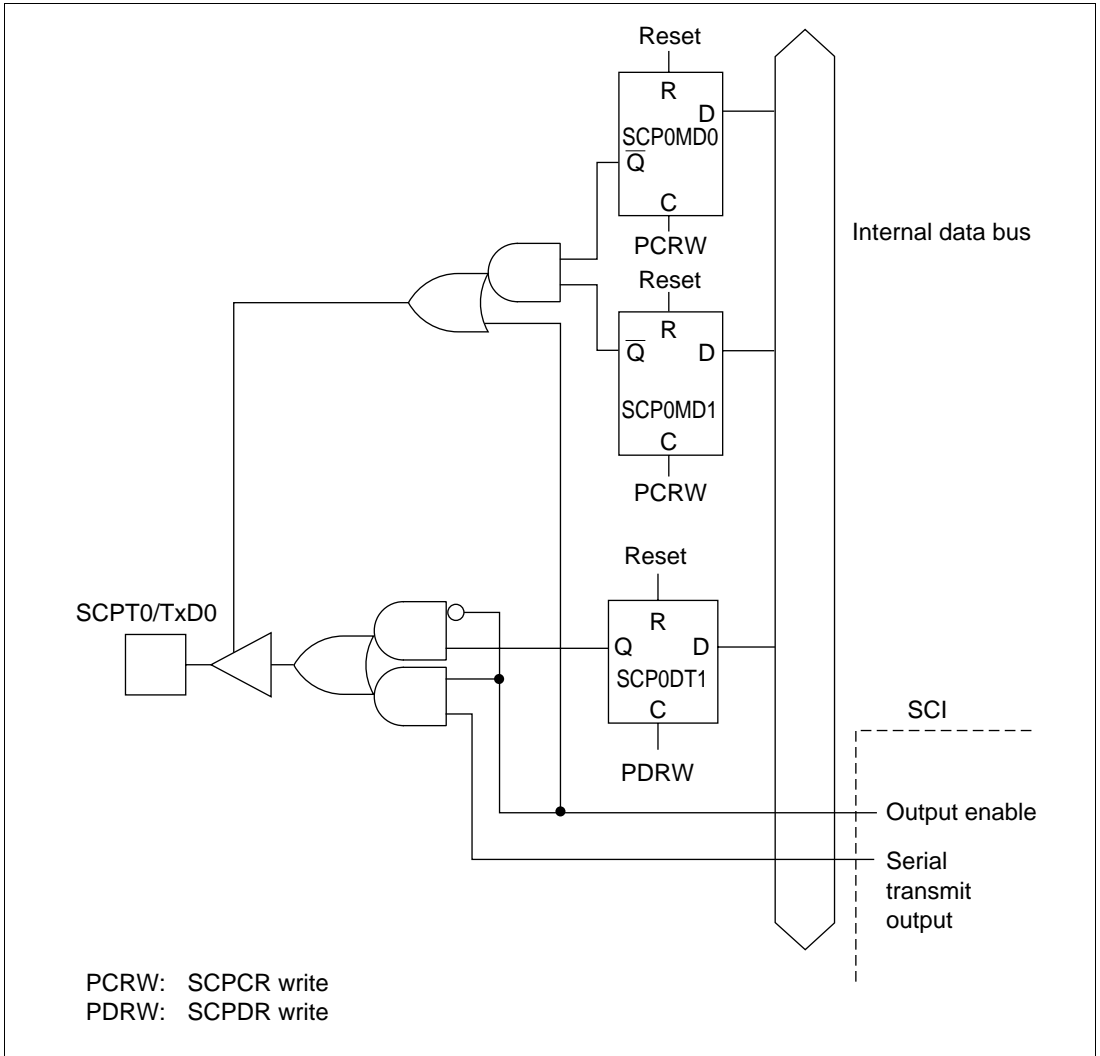 Reset
R
D
SCP0MD0
Q
C
PCRW
Internal data bus
Reset
R
Q D
SCP0MD1
C
PCRW
Reset
SCPT0/TxD0
R
Q D
SCP0DT1
C
SCI
PDRW
Output enable
Serial
transmit
output
PCRW: SCPCR write
PDRW: SCPDR write